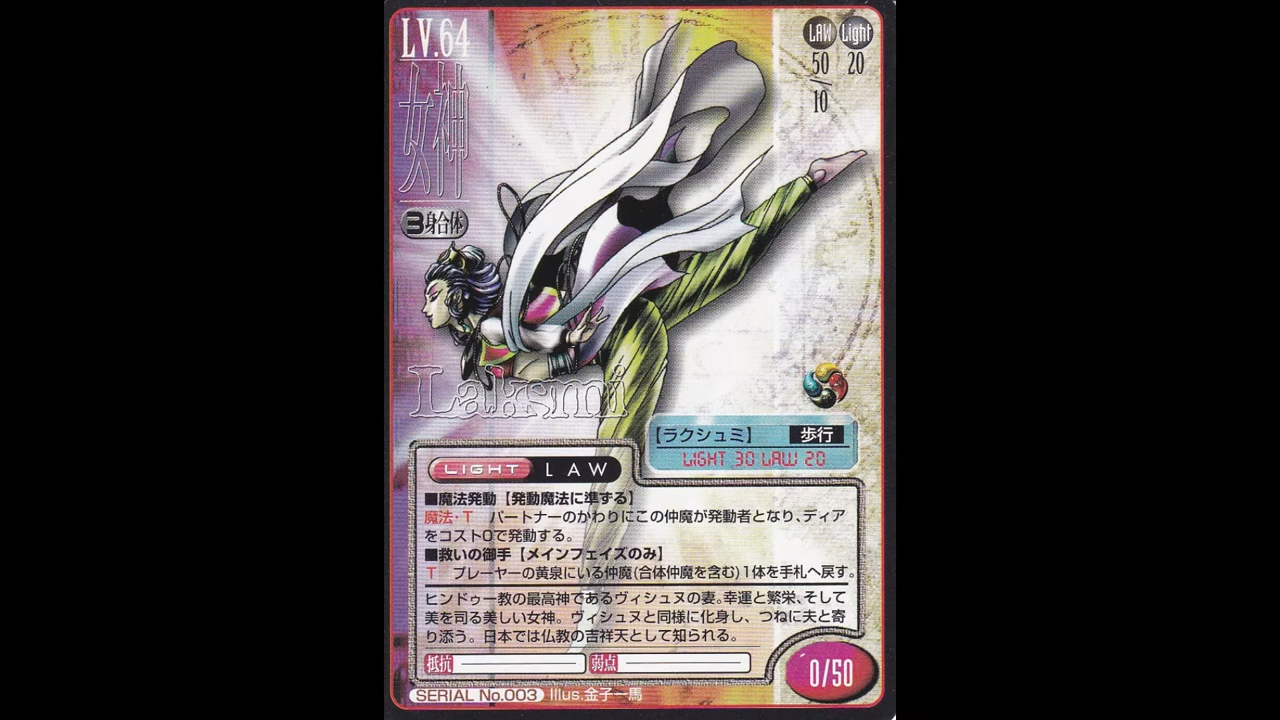 LV.64
LAW Light
50 20
/
10
女神
3身合体
Laksmi
【ラクシュミ】 歩行
LIGHT 30 LAW 20
LIGHT LAW
■魔法発動【発動魔法に準ずる】
魔法・T パートナーのかわりにこの仲魔が発動者となり、ディア
をコスト0で発動する。
■救いの御手【メインフェイズのみ】
T プレーヤーの黄泉にいる仲魔(合体仲魔を含む)1体を手札へ戻す。
ヒンドゥー教の最高神であるヴィシュヌの妻。幸運と繁栄、そして
美を司る美しい女神。ヴィシュヌと同様に化身し、つねに夫と寄
り添う。日本では仏教の吉祥天として知られる。
抵抗 弱点
0/50
SERIAL No.003 Illus.金子一馬